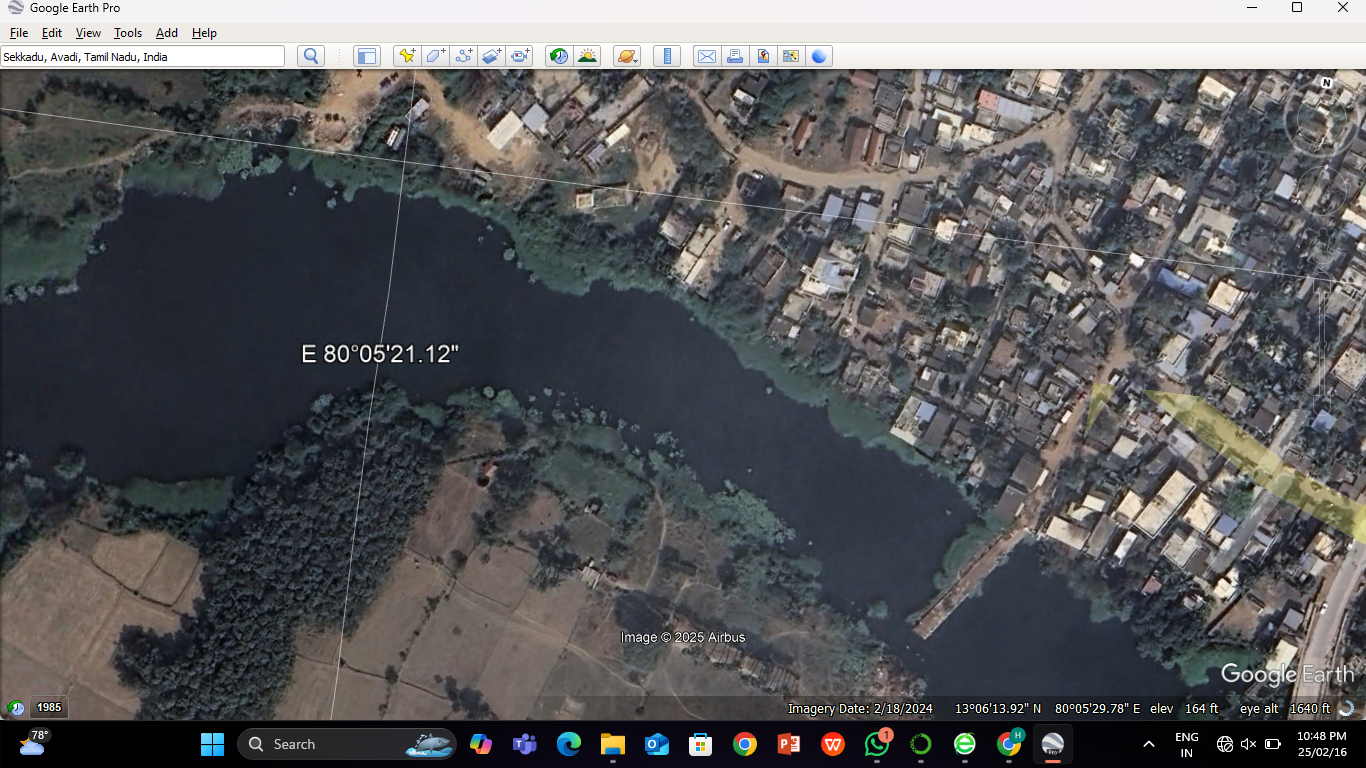 Google Earth Pro
File Edit View Tools Add Help
Sekkadu, Avadi, Tamil Nadu, India
N
E 80°05'21.12"
Image © 2025 Airbus
Google Earth
1985
Imagery Date: 2/18/2024 13°06'13.92" N 80°05'29.78" E elev 164 ft eye alt 1640 ft
78°
Search
1
H
Pro
ENG
IN
10:48 PM
25/02/16